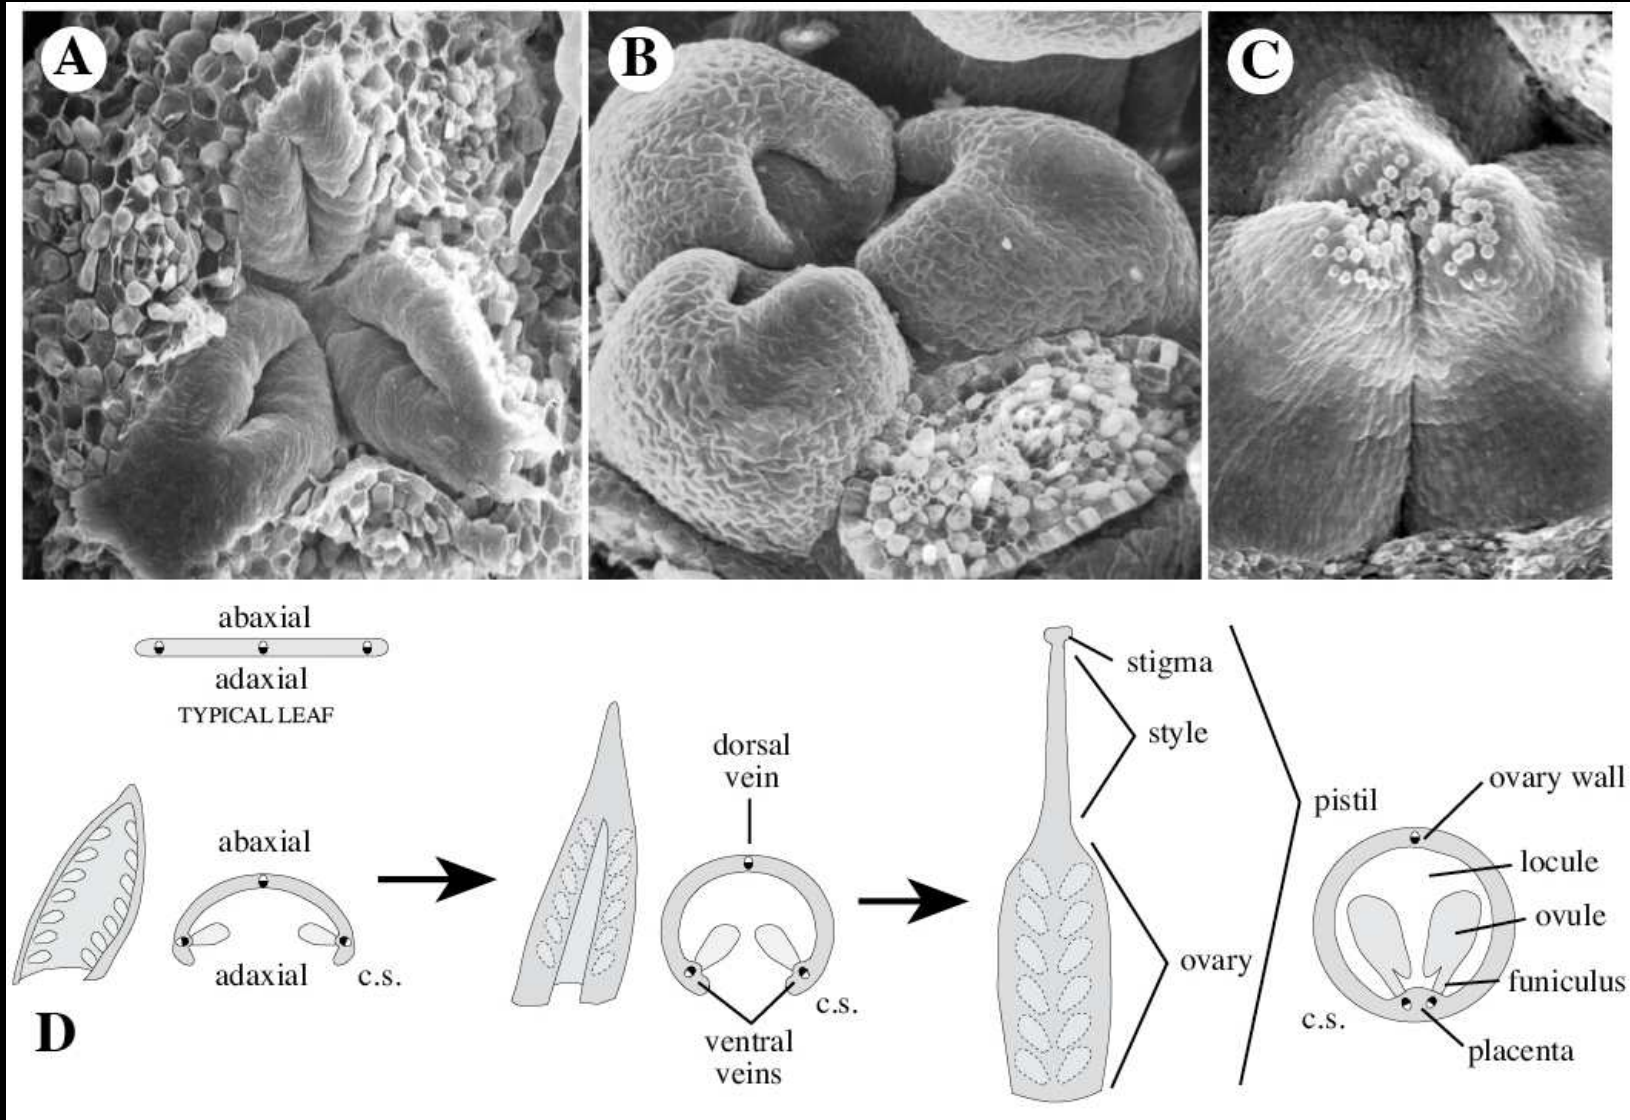 A
B
C
abaxial
adaxial
TYPICAL LEAF
abaxial
adaxial
c.s.
D
dorsal
vein
c.s.
ventral
veins
stigma
style
ovary
pistil
ovary wall
locule
ovule
funiculus
placenta
c.s.